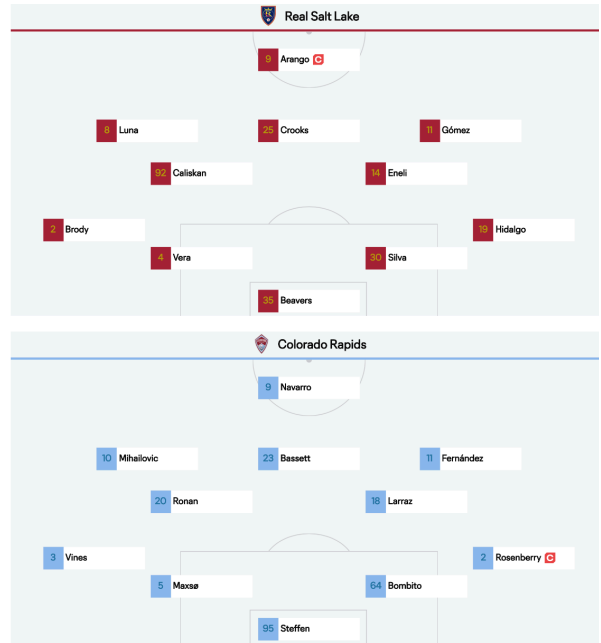 Real Salt Lake
9 Arango C
8 Luna
25 Crooks
11 Gómez
92 Caliskan
14 Eneli
2 Brody
19 Hidalgo
4 Vera
30 Silva
35 Beavers
Colorado Rapids
9 Navarro
10 Mihailovic
23 Bassett
11 Fernández
20 Ronan
18 Larraz
3 Vines
2 Rosenberry C
5 Maxsø
64 Bombito
95 Steffen